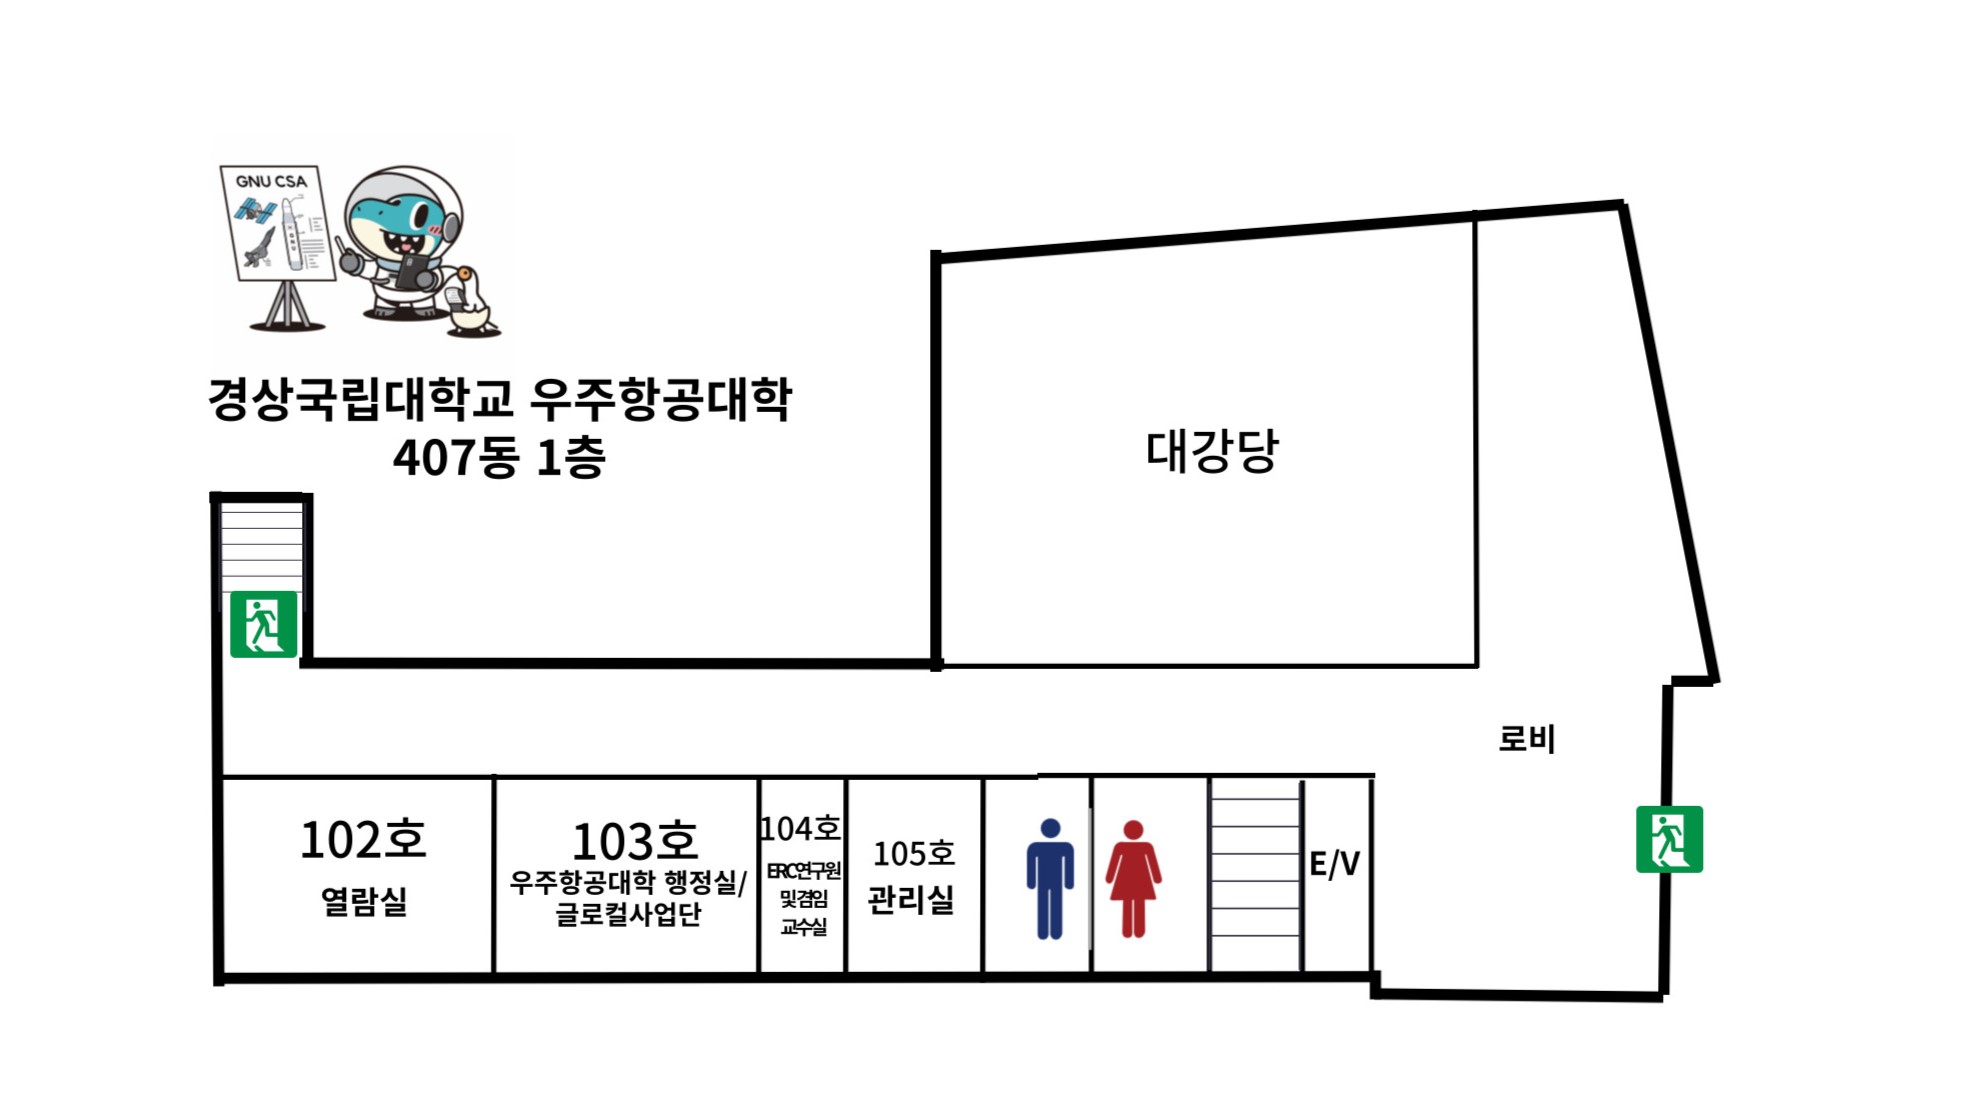 GNU CSA
경상국립대학교 우주항공대학
407동 1층
대강당
로비
102호
열람실
103호
우주항공대학 행정실/
글로컬사업단
104호
ERC연구원
및겸임
교수실
105호
관리실
E/V